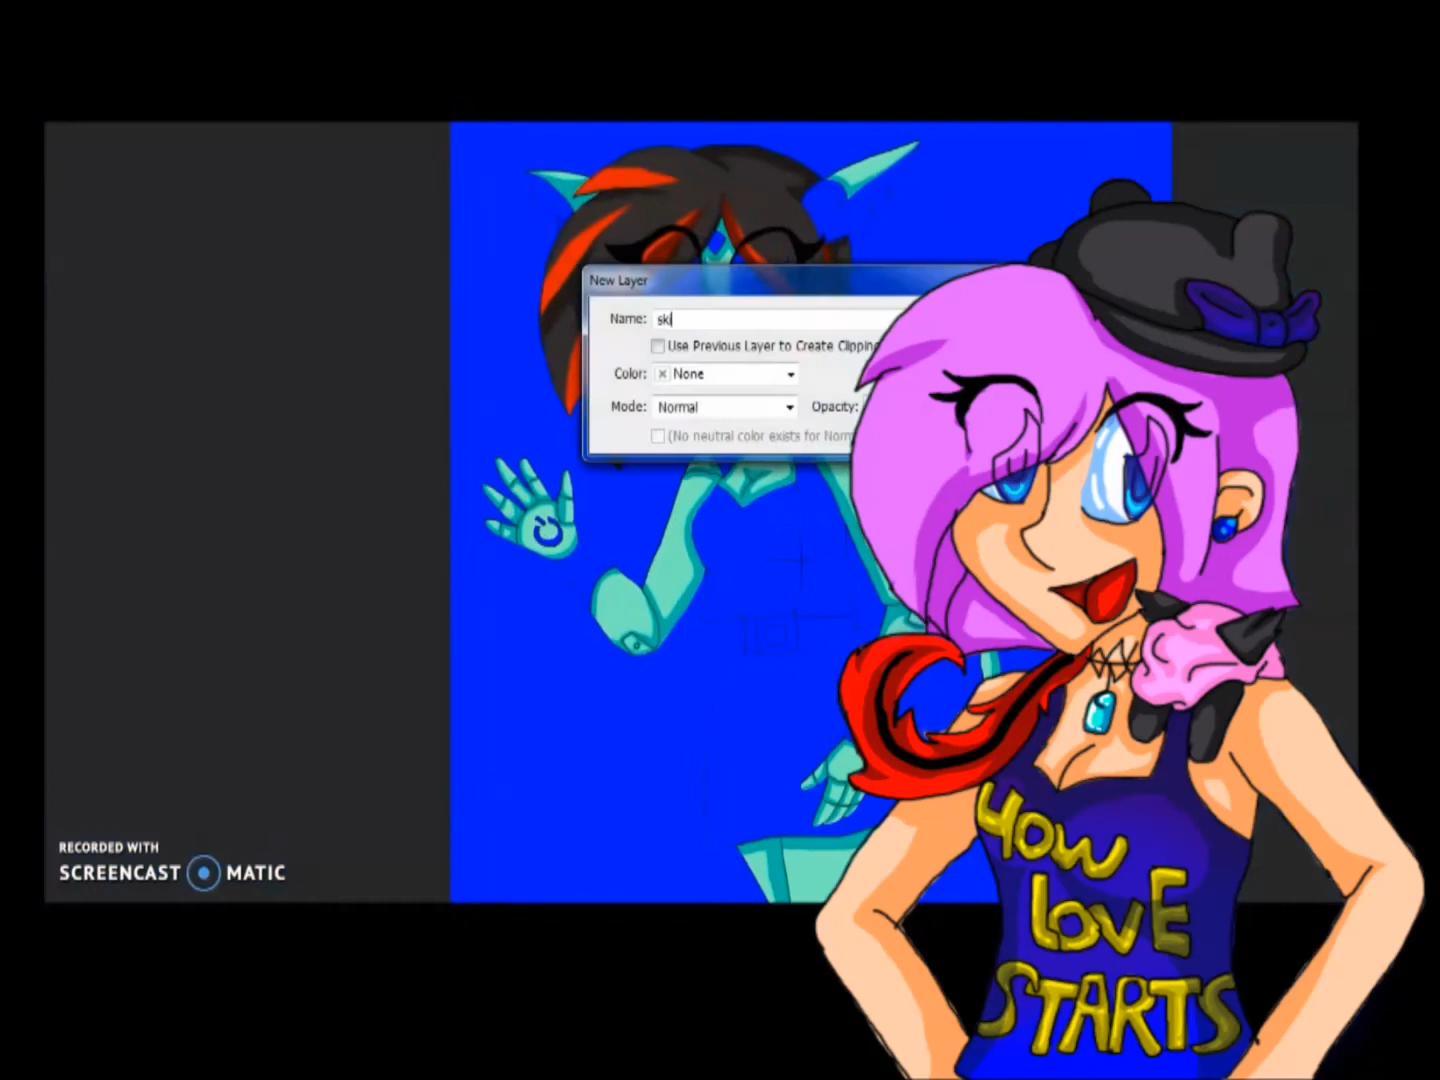 New Layer
Name: ski
Use Previous Layer to Create Clipping
Color: × None
Mode: Normal Opacity:
(No neutral color exists for Norm
RECORDED WITH
SCREENCAST MATIC
HOW
LOVE
STARTS